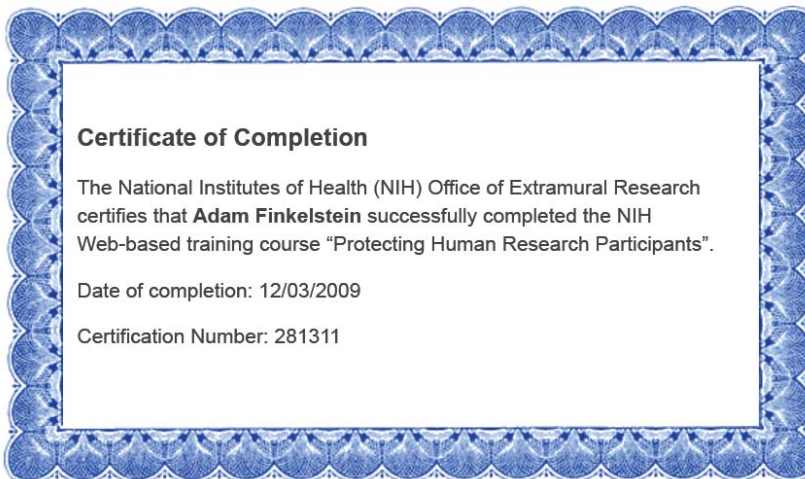 Certificate of Completion
The National Institutes of Health (NIH) Office of Extramural Research
certifies that Adam Finkelstein successfully completed the NIH
Web-based training course “Protecting Human Research Participants”.
Date of completion: 12/03/2009
Certification Number: 281311